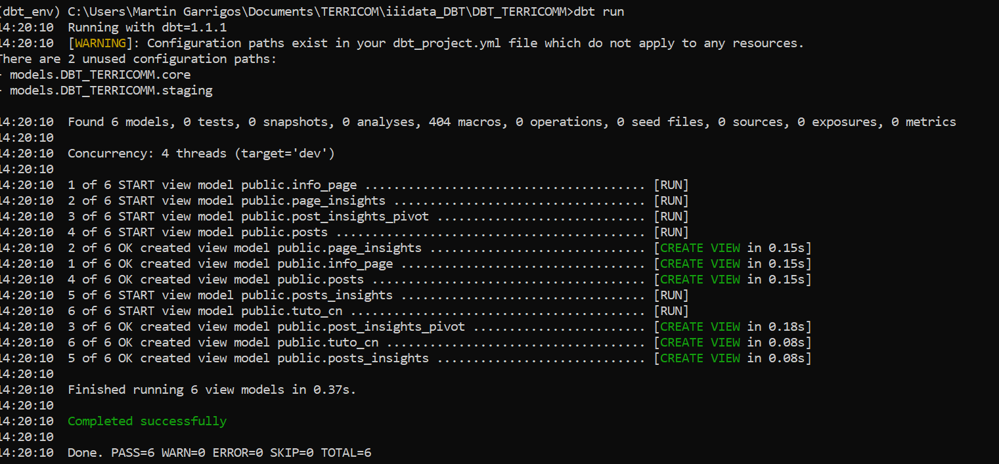 (dbt_env) C:\Users\Martin Garrigos\Documents\TERRICOM\iiidata_DBT\DBT_TERRICOMM>dbt run
14:20:10  Running with dbt=1.1.1
14:20:10  [WARNING]: Configuration paths exist in your dbt_project.yml file which do not apply to any resources.
There are 2 unused configuration paths:
- models.DBT_TERRICOMM.core
- models.DBT_TERRICOMM.staging
14:20:10  Found 6 models, 0 tests, 0 snapshots, 0 analyses, 404 macros, 0 operations, 0 seed files, 0 sources, 0 exposures, 0 metrics
14:20:10
14:20:10  Concurrency: 4 threads (target='dev')
14:20:10
14:20:10  1 of 6 START view model public.info_page ....................................... [RUN]
14:20:10  2 of 6 START view model public.page_insights ................................... [RUN]
14:20:10  3 of 6 START view model public.post_insights_pivot ............................. [RUN]
14:20:10  4 of 6 START view model public.posts ........................................... [RUN]
14:20:10  2 of 6 OK created view model public.page_insights .............................. [CREATE VIEW in 0.15s]
14:20:10  1 of 6 OK created view model public.info_page .................................. [CREATE VIEW in 0.15s]
14:20:10  4 of 6 OK created view model public.posts ...................................... [CREATE VIEW in 0.15s]
14:20:10  5 of 6 START view model public.posts_insights .................................. [RUN]
14:20:10  6 of 6 START view model public.tuto_cn ......................................... [RUN]
14:20:10  3 of 6 OK created view model public.post_insights_pivot ........................ [CREATE VIEW in 0.18s]
14:20:10  6 of 6 OK created view model public.tuto_cn .................................... [CREATE VIEW in 0.08s]
14:20:10  5 of 6 OK created view model public.posts_insights ............................. [CREATE VIEW in 0.08s]
14:20:10
14:20:10  Finished running 6 view models in 0.37s.
14:20:10
14:20:10  Completed successfully
14:20:10
14:20:10  Done. PASS=6 WARN=0 ERROR=0 SKIP=0 TOTAL=6